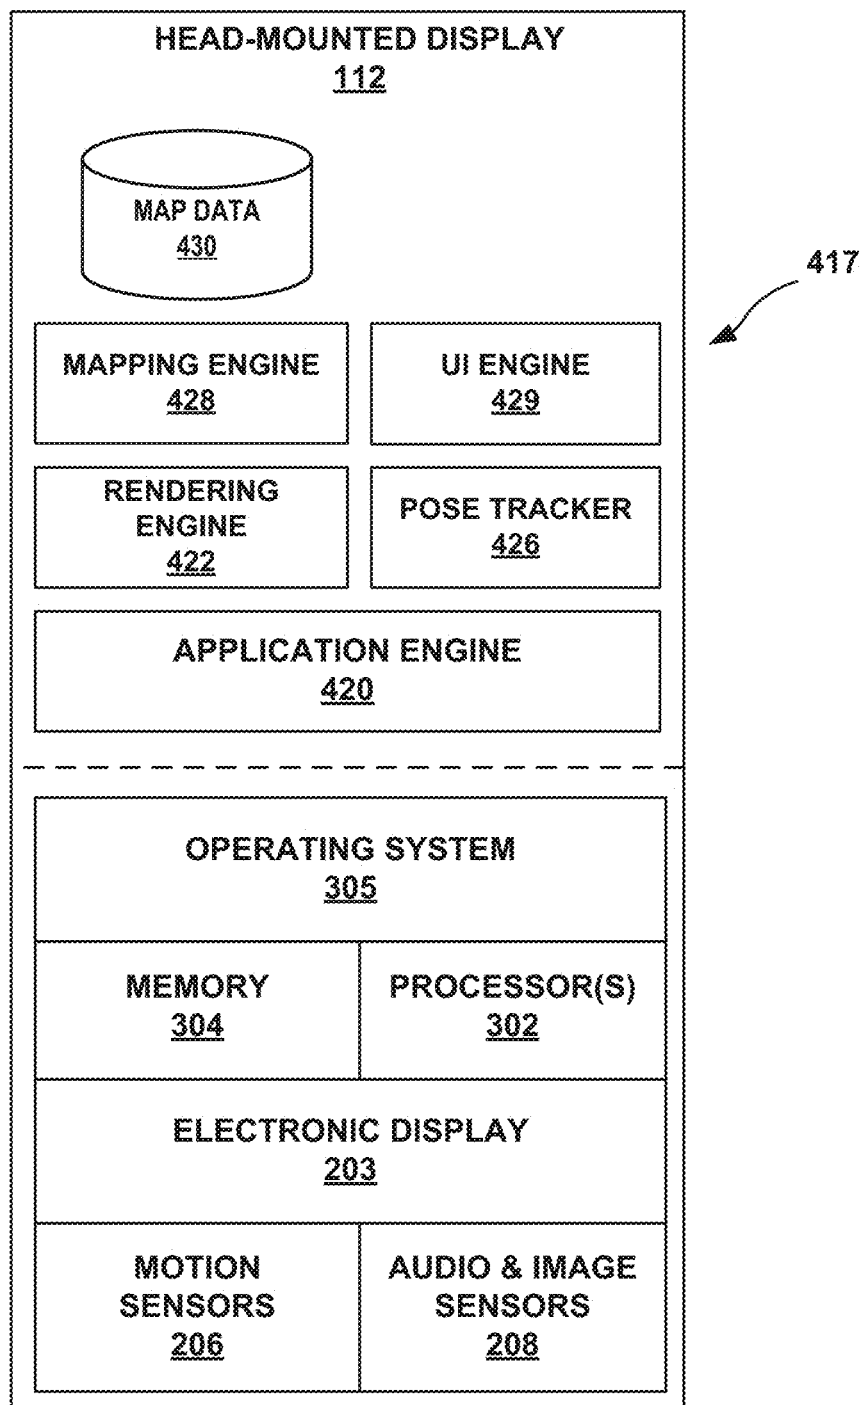 HEAD-MOUNTED DISPLAY
112
MAP DATA
430
417
MAPPING ENGINE
428
UI ENGINE
429
RENDERING
ENGINE
422
POSE TRACKER
426
APPLICATION ENGINE
420
OPERATING SYSTEM
305
MEMORY
304
PROCESSOR(S)
302
ELECTRONIC DISPLAY
203
MOTION
SENSORS
206
AUDIO & IMAGE
SENSORS
208